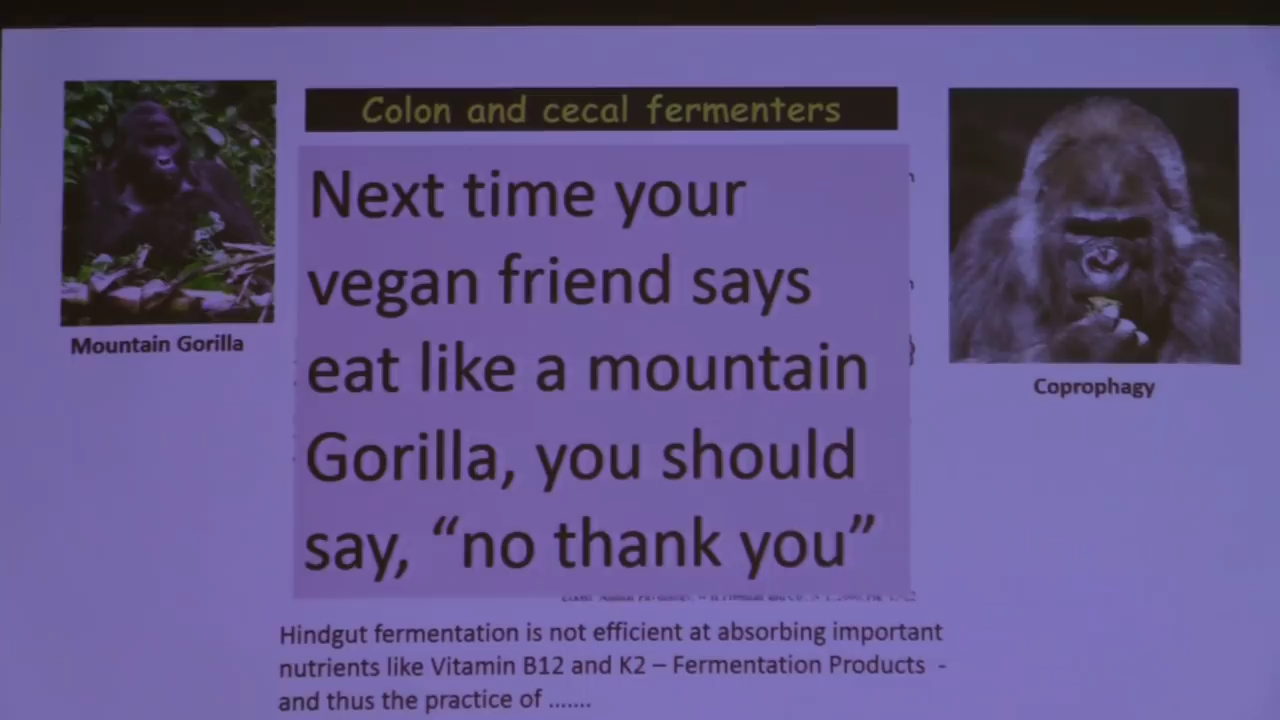 Colon and cecal fermenters
Next time your
vegan friend says
eat like a mountain
Gorilla, you should
say, “no thank you”
Mountain Gorilla
Coprophagy
Hindgut fermentation is not efficient at absorbing important
nutrients like Vitamin B12 and K2 – Fermentation Products -
and thus the practice of .......